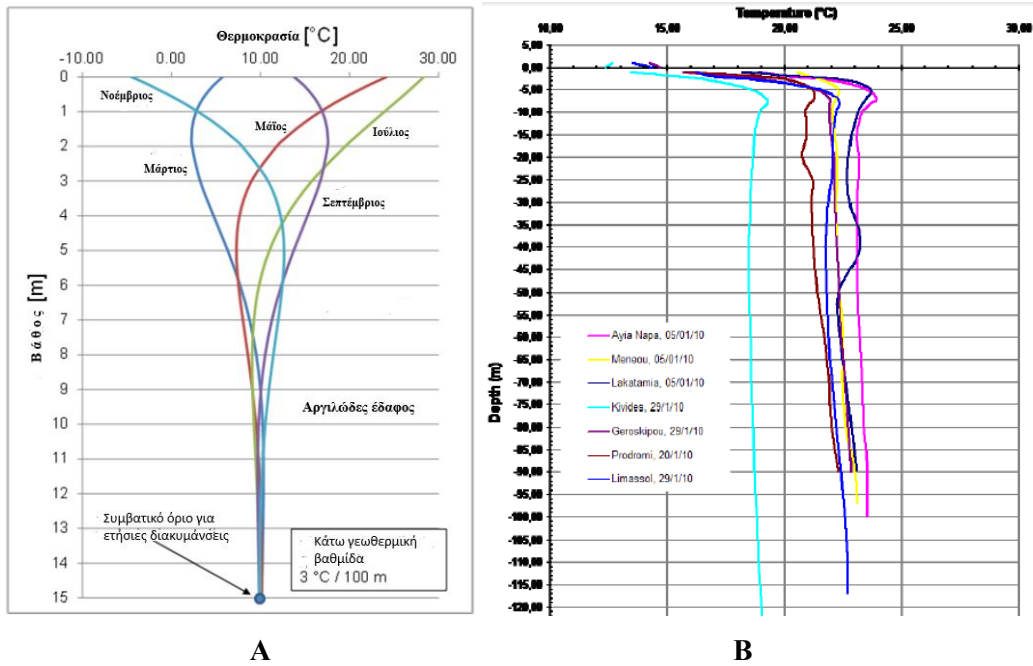 Θερμοκρασία [°C]
-10.00 0.00 10.00 20.00 30.00
0
1
2
3
4
5
6
7
8
9
10
11
12
13
14
15
Βάθος [m]
Νοέμβριος
Μάϊος
Ιούλιος
Μάρτιος
Σεπτέμβριος
Αργιλώδες έδαφος
Συμβατικό όριο για
ετήσιες διακυμάνσεις
Κάτω γεωθερμική
βαθμίδα
3 °C / 100 m
A
Temperature (°C)
10,00 15,00 20,00 25,00 30,00
5,00
0,00
-5,00
-10,00
-15,00
-20,00
-25,00
-30,00
-35,00
-40,00
-45,00
-50,00
-55,00
-60,00
-65,00
-70,00
-75,00
-80,00
-85,00
-90,00
-95,00
-100,00
-105,00
-110,00
-115,00
-120,00
Depth (m)
Ayia Napa, 05/01/10
Meneou, 05/01/10
Lakatamia, 05/01/10
Kivides, 29/1/10
Geroskipou, 29/1/10
Prodromi, 20/1/10
Limassol, 29/1/10
B